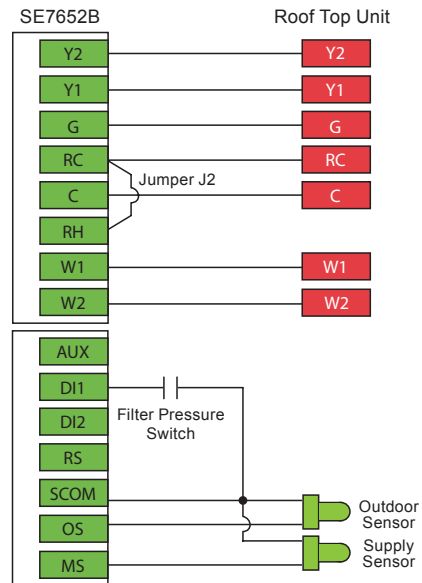 SE7652B
Roof Top Unit
Y2
Y2
Y1
Y1
G
G
RC
RC
Jumper J2
C
C
RH
W1
W1
W2
W2
AUX
DI1
Filter Pressure
Switch
DI2
RS
SCOM
Outdoor
Sensor
OS
Supply
Sensor
MS